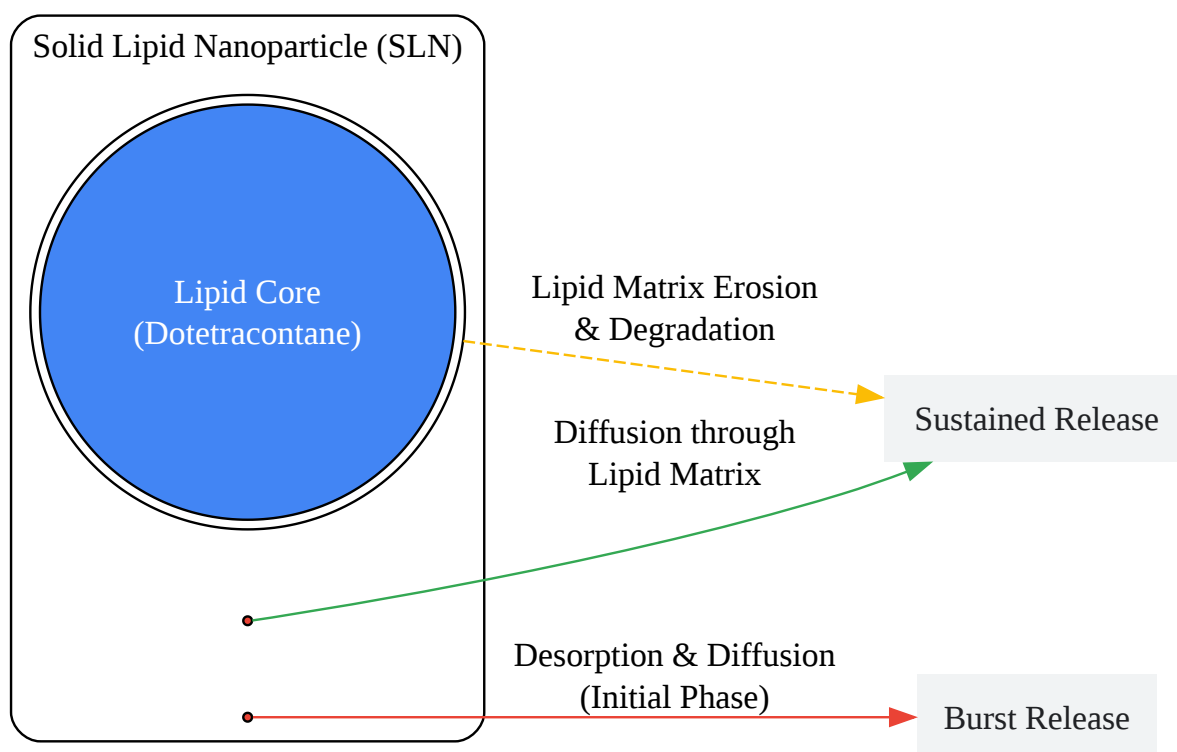 Solid Lipid Nanoparticle (SLN)
Lipid Core
(Dotetracontane)
Lipid Matrix Erosion
& Degradation
Sustained Release
Diffusion through
Lipid Matrix
Desorption & Diffusion
(Initial Phase)
Burst Release